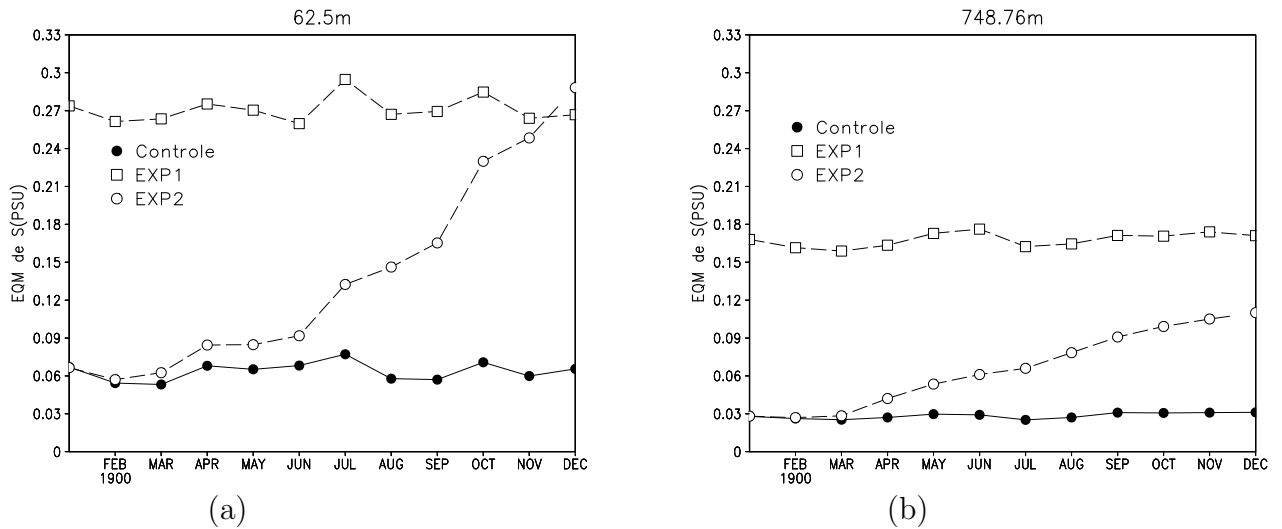 62.5m
0.33
0.3
0.27
0.24
0.21
0.18
0.15
0.12
0.09
0.06
0.03
0
EQM de S(PSU)
Controle
EXP1
EXP2
FEB MAR APR MAY JUN JUL AUG SEP OCT NOV DEC
1900
(a)
748.76m
0.33
0.3
0.27
0.24
0.21
0.18
0.15
0.12
0.09
0.06
0.03
0
EQM de S(PSU)
Controle
EXP1
EXP2
FEB MAR APR MAY JUN JUL AUG SEP OCT NOV DEC
1900
(b)